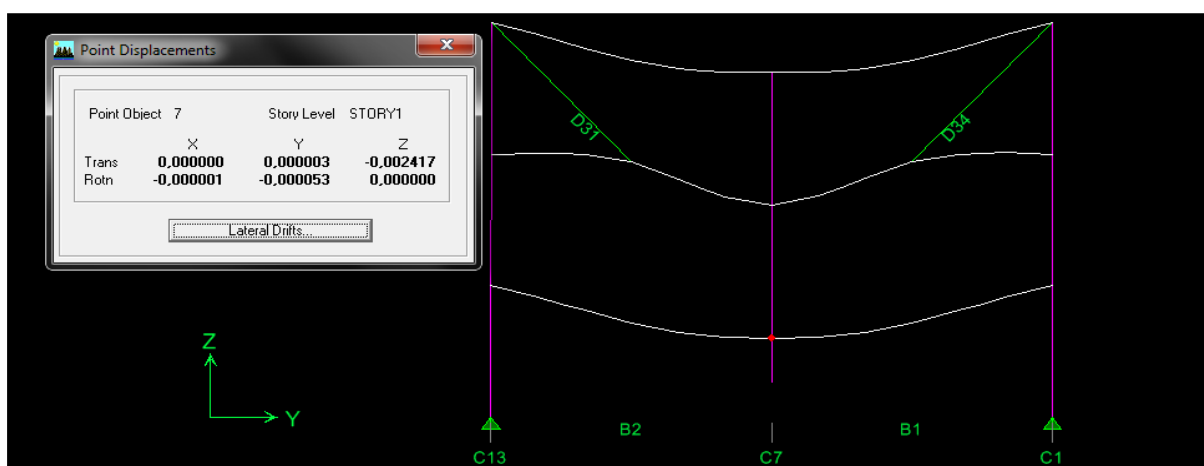 Point Displacements
Point Object 7 Story Level STORY1
X Y Z
Trans 0,000000 0,000003 -0,002417
Rotn -0,000001 -0,000053 0,000000
Lateral Drifts...
D31 D34
Z
Y
B2 B1
C13 C7 C1